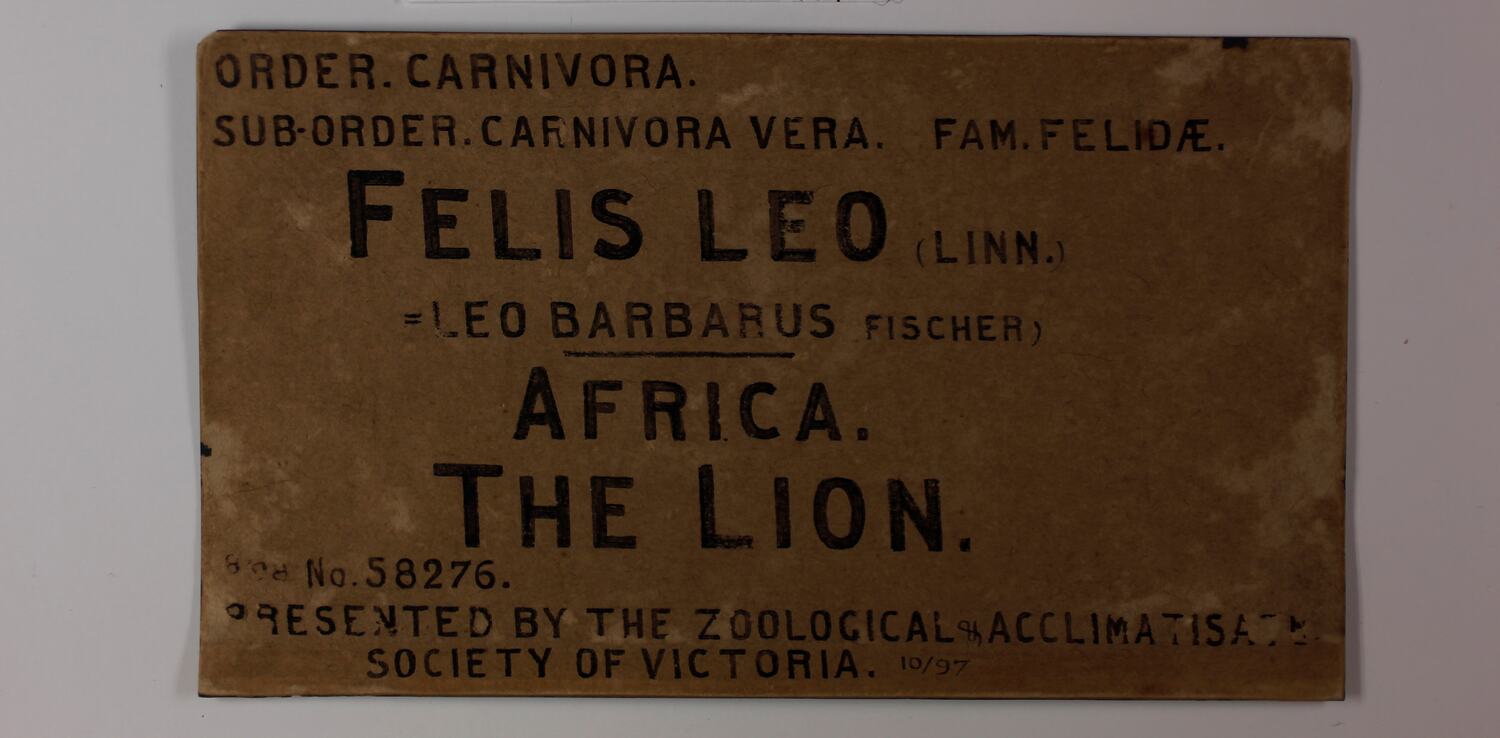 ORDER. CARNIVORA.
SUB-ORDER. CARNIVORA VERA. FAM. FELIDÆ.
FELIS LEO (LINN.)
=LEO BARBARUS FISCHER)
AFRICA.
THE LION.
No. 58276.
PRESENTED BY THE ZOOLOGICAL & ACCLIMATISATN.
SOCIETY OF VICTORIA. 10/97